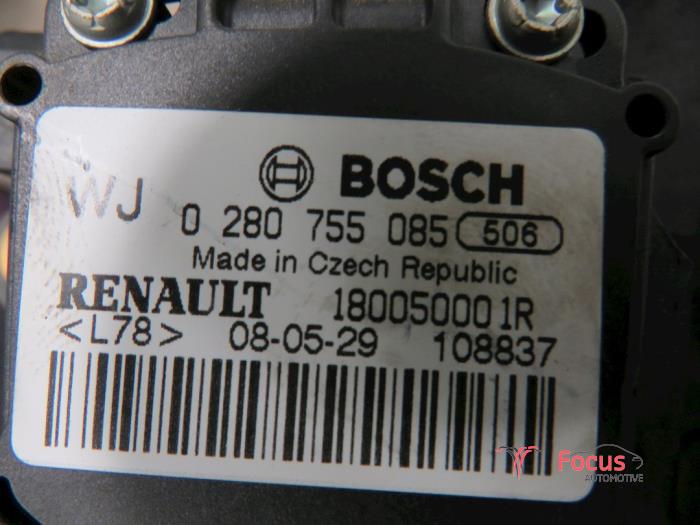 BOSCH
WJ 0 280 755 085 506
Made in Czech Republic
RENAULT 180050001R
<L78> 08-05-29 108837
Focus
AUTOMOTIVE